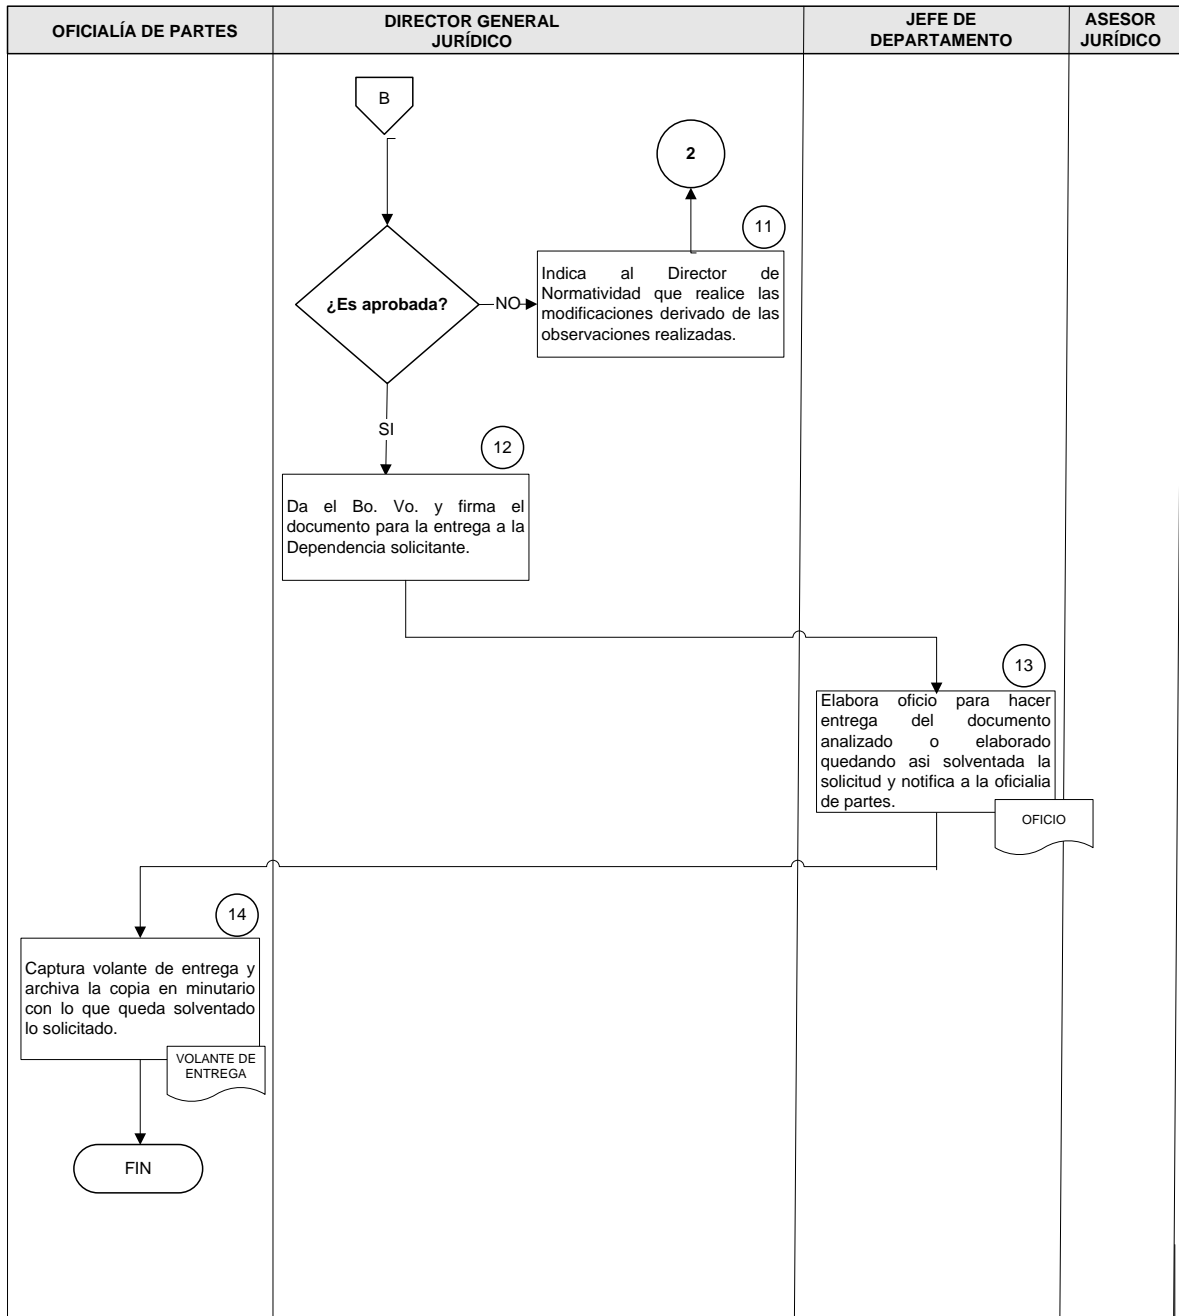 OFICIALÍA DE PARTES
DIRECTOR GENERAL
JURÍDICO
JEFE DE
DEPARTAMENTO
ASESOR
JURÍDICO
B
2
11
¿Es aprobada?
NO
Indica al Director de
Normatividad que realice las
modificaciones derivado de las
observaciones realizadas.
SI
12
Da el Bo. Vo. y firma el
documento para la entrega a la
Dependencia solicitante.
13
Elabora oficio para hacer
entrega del documento
analizado o elaborado
quedando asi solventada la
solicitud y notifica a la oficialia
de partes.
OFICIO
14
Captura volante de entrega y
archiva la copia en minutario
con lo que queda solventado
lo solicitado.
VOLANTE DE
ENTREGA
FIN